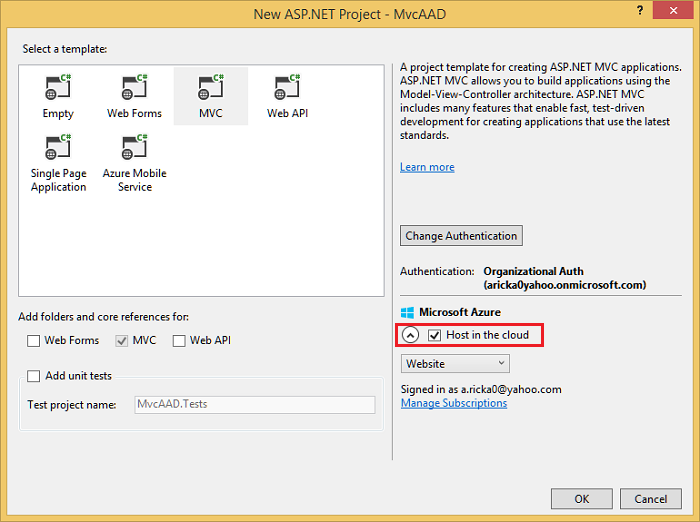 New ASP.NET Project - MvcAAD
?
Select a template:
C#
Empty
C#
Web Forms
C#
MVC
C#
Web API
C#
Single Page
Application
C#
Azure Mobile
Service
A project template for creating ASP.NET MVC applications.
ASP.NET MVC allows you to build applications using the
Model-View-Controller architecture. ASP.NET MVC
includes many features that enable fast, test-driven
development for creating applications that use the latest
standards.
Learn more
Change Authentication
Authentication: Organizational Auth
(aricka0yahoo.onmicrosoft.com)
Microsoft Azure
Host in the cloud
Website
Signed in as a.ricka0@yahoo.com
Manage Subscriptions
Add folders and core references for:
Web Forms MVC Web API
Add unit tests
Test project name: MvcAAD.Tests
OK Cancel